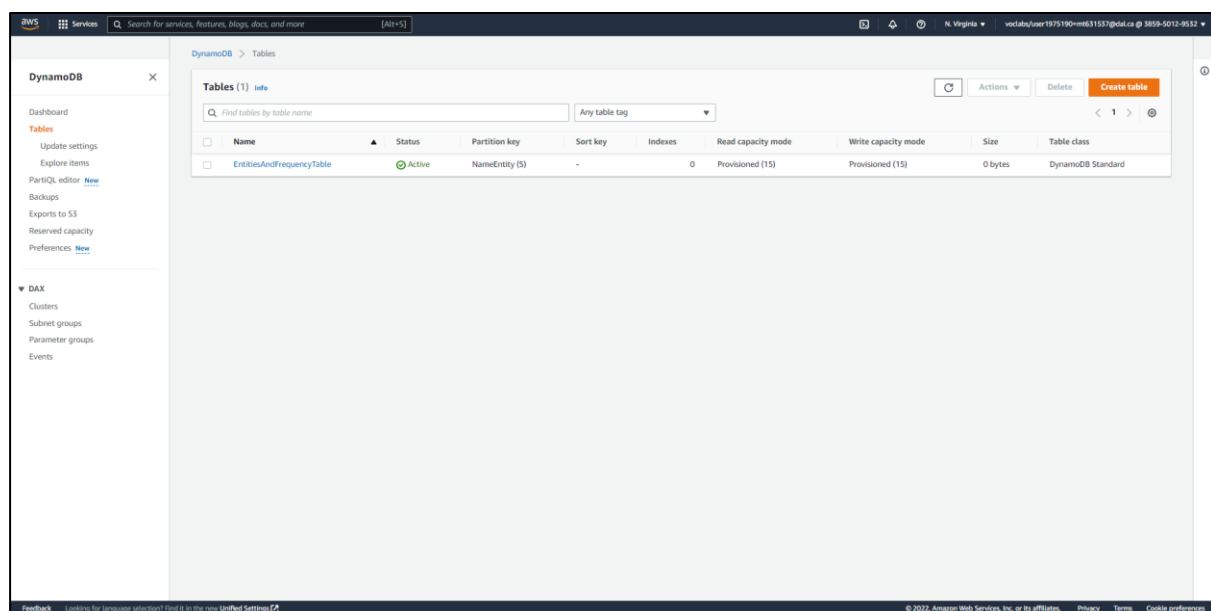 aws Services Search for services, features, blogs, docs, and more [Alt+S] N. Virginia voclabs/user1975190=mt631537@dal.ca @ 3859-5012-9532
DynamoDB > Tables
DynamoDB
Dashboard
Tables
Update settings
Explore items
PartiQL editor New
Backups
Exports to S3
Reserved capacity
Preferences New
DAX
Clusters
Subnet groups
Parameter groups
Events
Tables (1) Info
Actions Delete Create table
Find tables by table name Any table tag < 1 >
Name Status Partition key Sort key Indexes Read capacity mode Write capacity mode Size Table class
EntitiesAndFrequencyTable Active NameEntity (S) - 0 Provisioned (15) Provisioned (15) 0 bytes DynamoDB Standard
Feedback Looking for language selection? Find it in the new Unified Settings © 2022, Amazon Web Services, Inc. or its affiliates. Privacy Terms Cookie preferences